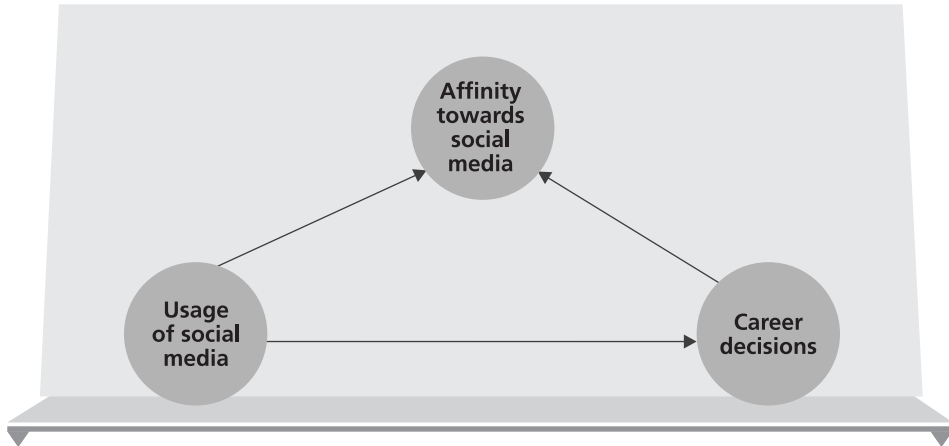 Affinity
towards
social
media
Usage
of social
media
Career
decisions